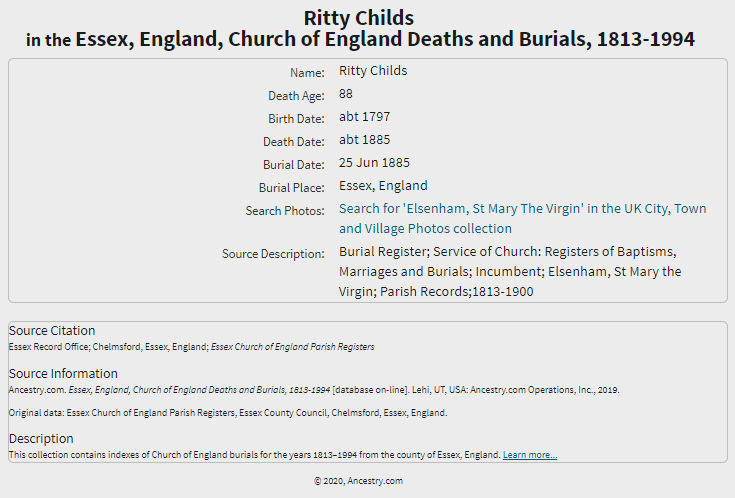 Ritty Childs
in the Essex, England, Church of England Deaths and Burials, 1813-1994
Name: Ritty Childs
Death Age: 88
Birth Date: abt 1797
Death Date: abt 1885
Burial Date: 25 Jun 1885
Burial Place: Essex, England
Search Photos: Search for 'Elsenham, St Mary The Virgin' in the UK City, Town
and Village Photos collection
Source Description: Burial Register; Service of Church: Registers of Baptisms,
Marriages and Burials; Incumbent; Elsenham, St Mary the
Virgin; Parish Records;1813-1900
Source Citation
Essex Record Office; Chelmsford, Essex, England; Essex Church of England Parish Registers
Source Information
Ancestry.com. Essex, England, Church of England Deaths and Burials, 1813-1994 [database on-line]. Lehi, UT, USA: Ancestry.com Operations, Inc., 2019.
Original data: Essex Church of England Parish Registers, Essex County Council, Chelmsford, Essex, England.
Description
This collection contains indexes of Church of England burials for the years 1813–1994 from the county of Essex, England. Learn more...
© 2020, Ancestry.com